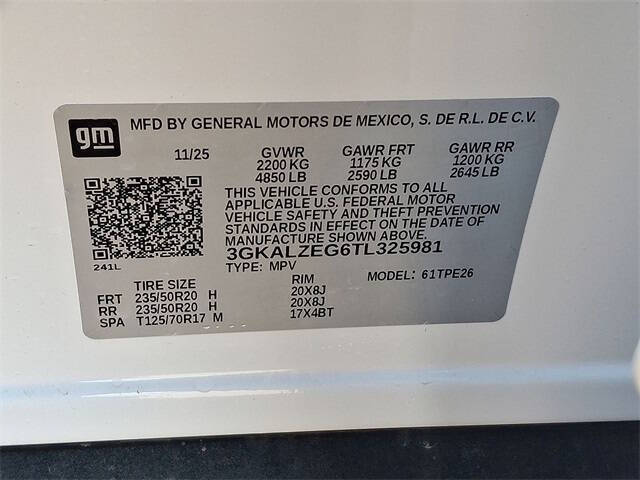 gm MFD BY GENERAL MOTORS DE MEXICO, S. DE R.L. DE C.V.
11/25 GVWR GAWR FRT GAWR RR
2200 KG 1175 KG 1200 KG
4850 LB 2590 LB 2645 LB
THIS VEHICLE CONFORMS TO ALL
APPLICABLE U.S. FEDERAL MOTOR
VEHICLE SAFETY AND THEFT PREVENTION
STANDARDS IN EFFECT ON THE DATE OF
MANUFACTURE SHOWN ABOVE.
3GKALZEG6TL325981
241L TYPE: MPV MODEL: 61TPE26
TIRE SIZE RIM
FRT 235/50R20 H 20X8J
RR 235/50R20 H 20X8J
SPA T125/70R17 M 17X4BT